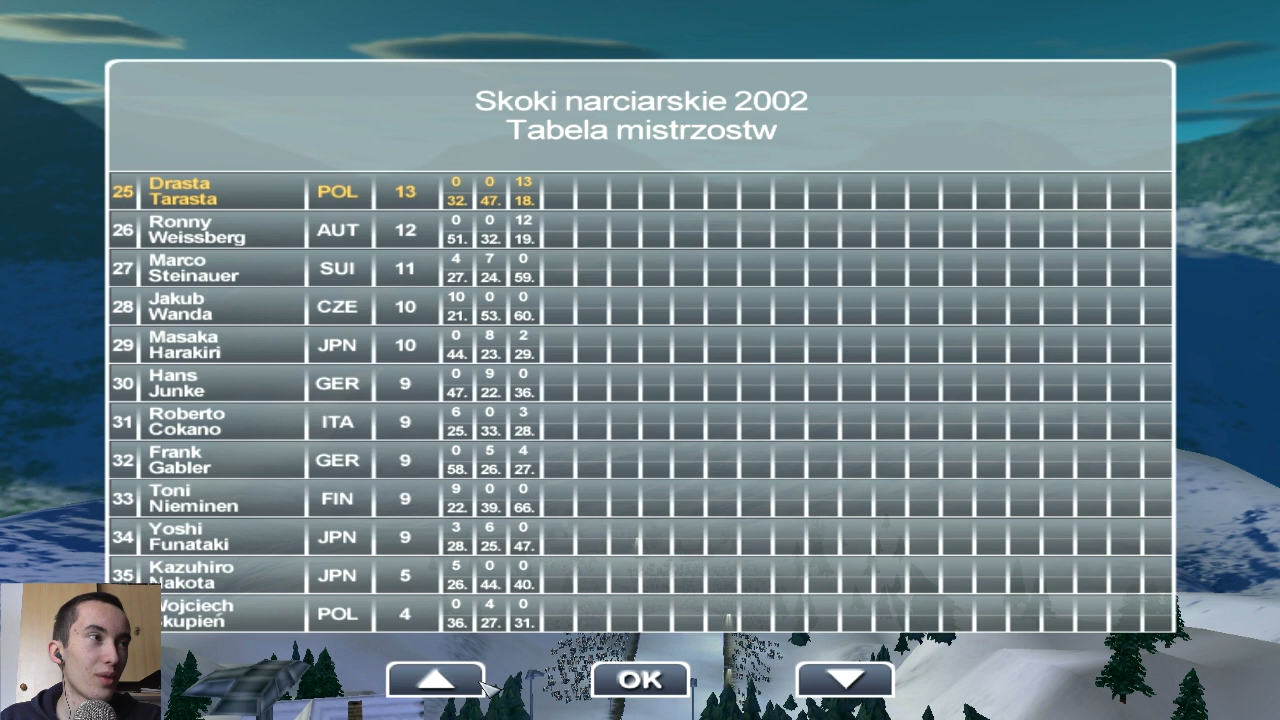 Skoki narciarskie 2002
Tabela mistrzostw
25 Drasta Tarasta POL 13 0 32. 0 47. 13 18.
26 Ronny Weissberg AUT 12 0 51. 0 32. 12 19.
27 Marco Steinauer SUI 11 4 27. 7 24. 0 59.
28 Jakub Wanda CZE 10 10 21. 0 53. 0 60.
29 Masaka Harakiri JPN 10 0 44. 8 23. 2 29.
30 Hans Junke GER 9 0 47. 9 22. 0 36.
31 Roberto Cokano ITA 9 6 25. 0 33. 3 28.
32 Frank Gabler GER 9 0 58. 5 26. 4 27.
33 Toni Nieminen FIN 9 9 22. 0 39. 0 66.
34 Yoshi Funataki JPN 9 3 28. 6 25. 0 47.
35 Kazuhiro Nakota JPN 5 5 26. 0 44. 0 40.
Wojciech Skupień POL 4 0 36. 4 27. 0 31.
OK